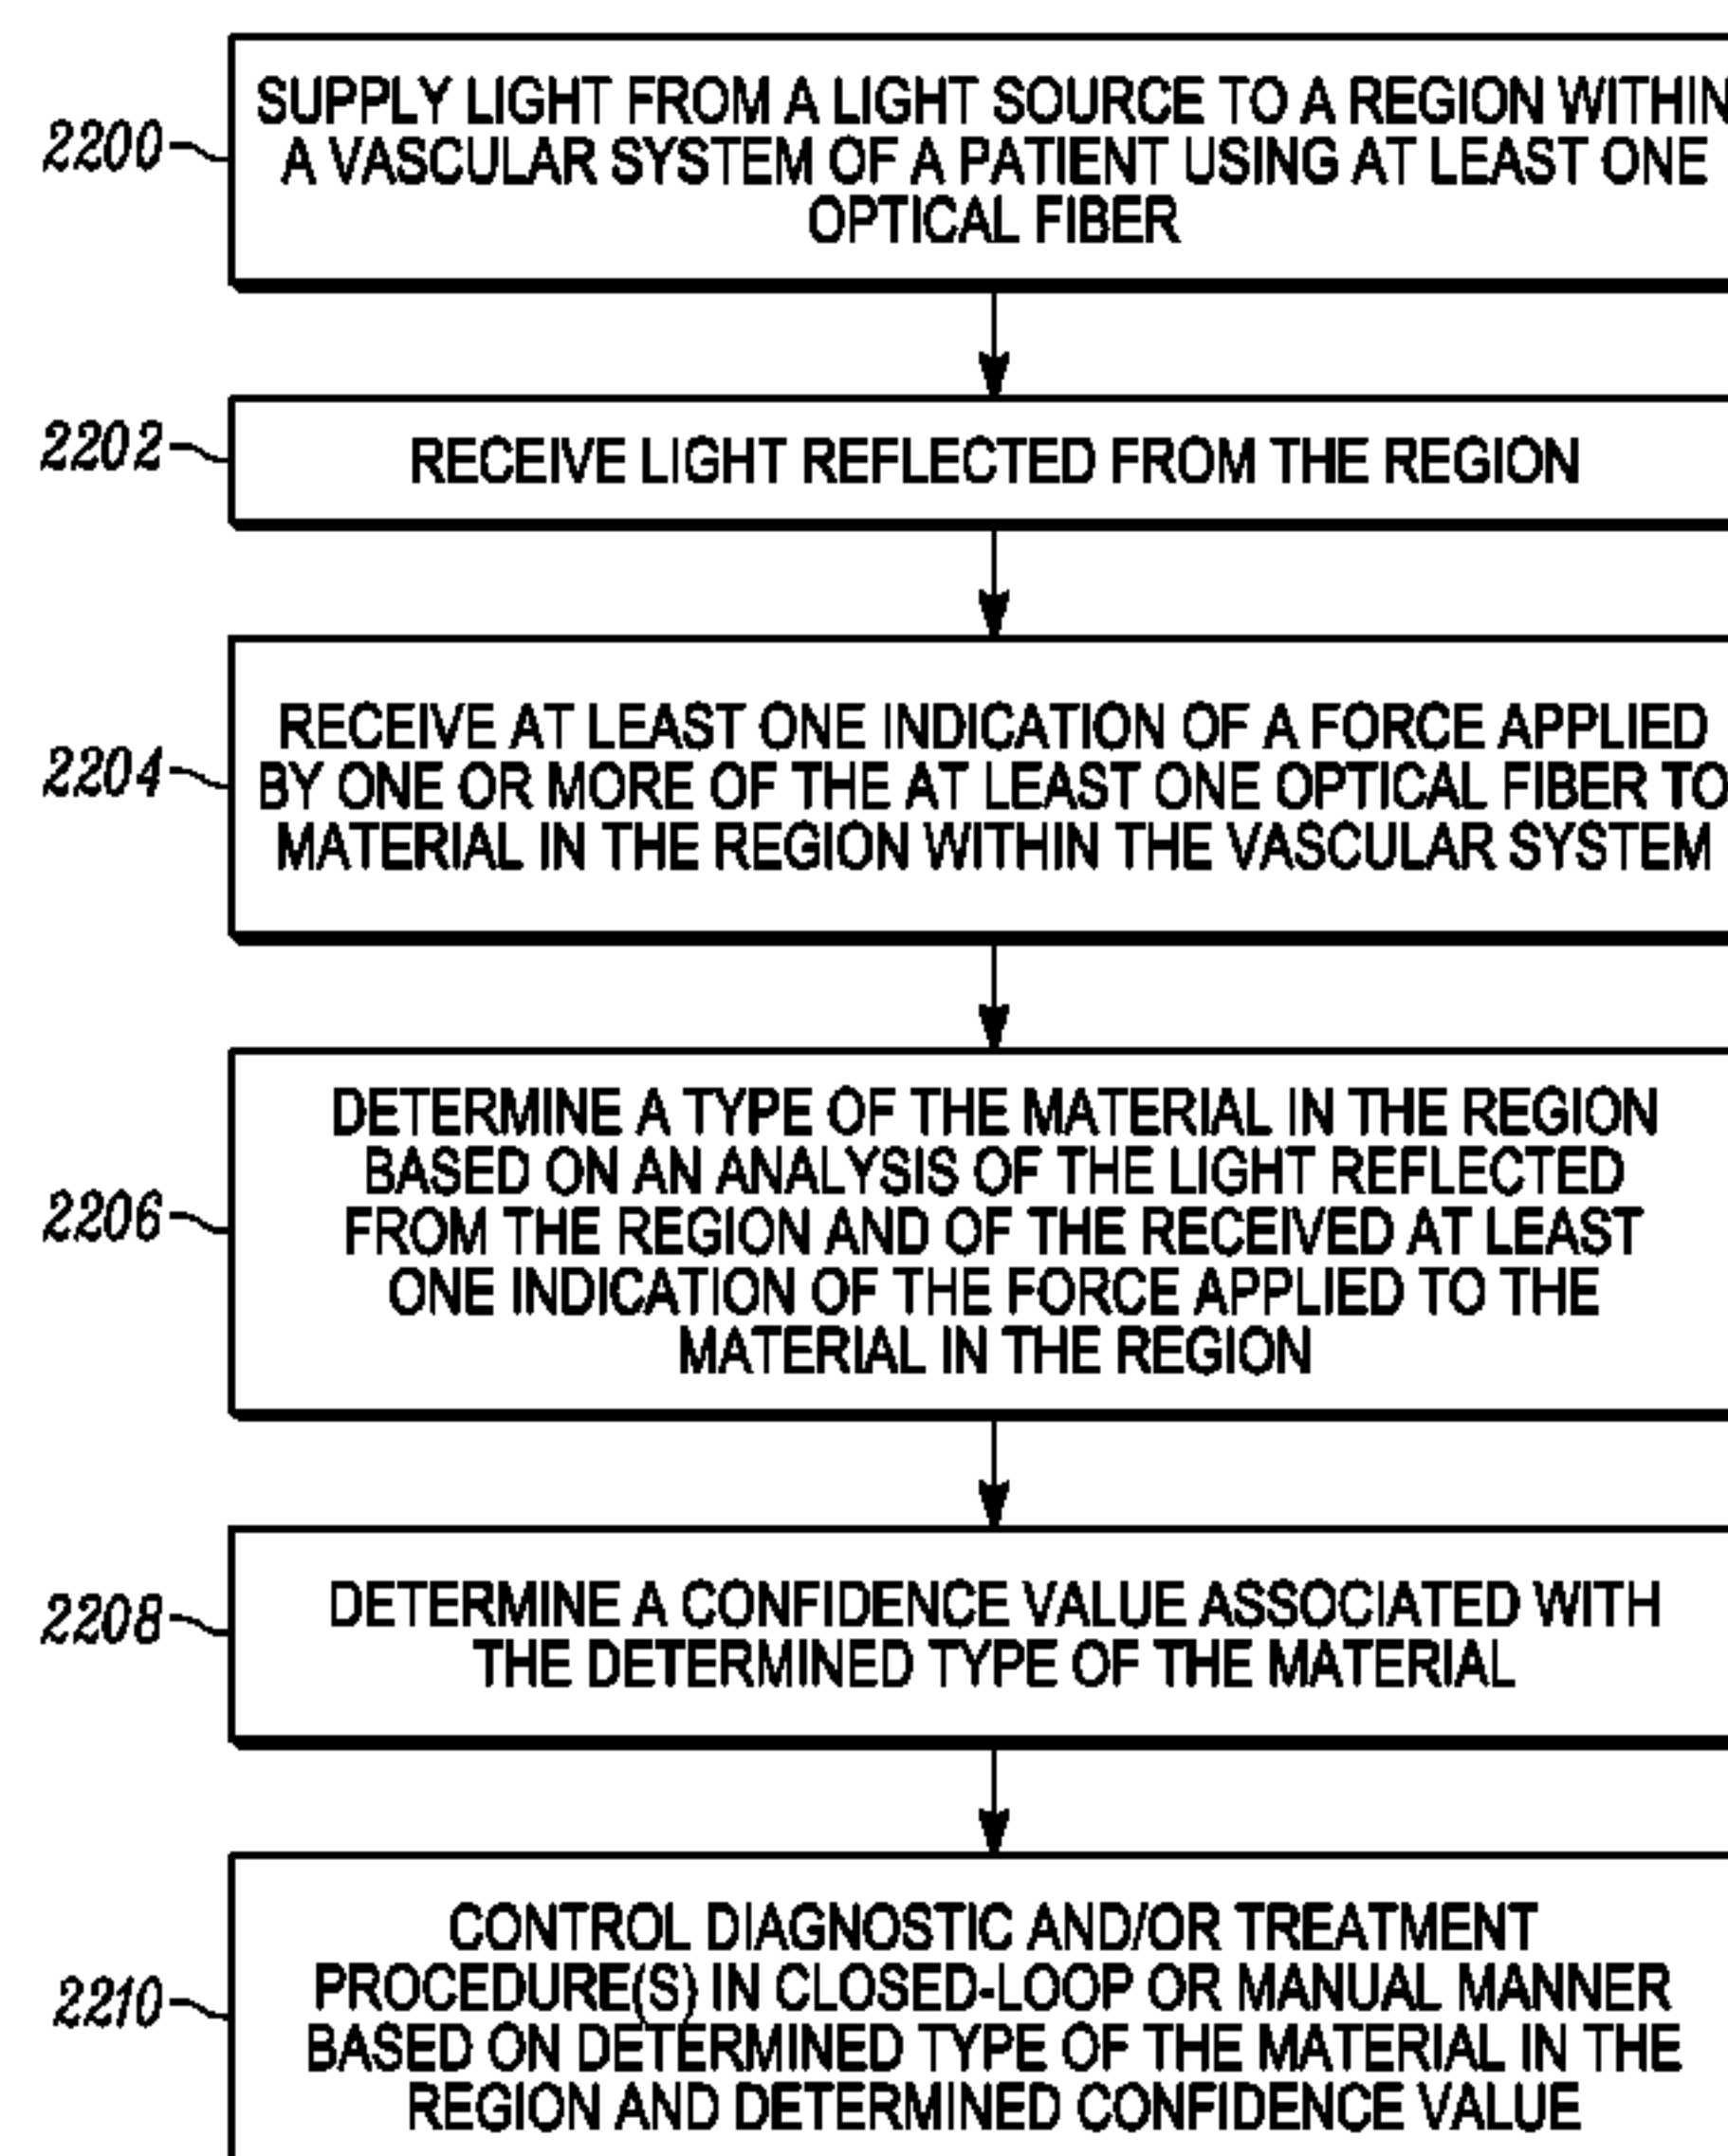 SUPPLY LIGHT FROM A LIGHT SOURCE TO A REGION WITHIN
2200
A VASCULAR SYSTEM OF A PATIENT USING AT LEAST ONE
OPTICAL FIBER
2202
RECEIVE LIGHT REFLECTED FROM THE REGION
RECEIVE AT LEAST ONE INDICATION OF A FORCE APPLIED
2204
BY ONE OR MORE OF THE AT LEAST ONE OPTICAL FIBER TO
MATERIAL IN THE REGION WITHIN THE VASCULAR SYSTEM
DETERMINE A TYPE OF THE MATERIAL IN THE REGION
BASED ON AN ANALYSIS OF THE LIGHT REFLECTED
2206
FROM THE REGION AND OF THE RECEIVED AT LEAST
ONE INDICATION OF THE FORCE APPLIED TO THE
MATERIAL IN THE REGION
2208
DETERMINE A CONFIDENCE VALUE ASSOCIATED WITH
THE DETERMINED TYPE OF THE MATERIAL
CONTROL DIAGNOSTIC AND/OR TREATMENT
PROCEDURE(S) IN CLOSED-LOOP OR MANUAL MANNER
2210
BASED ON DETERMINED TYPE OF THE MATERIAL IN THE
REGION AND DETERMINED CONFIDENCE VALUE